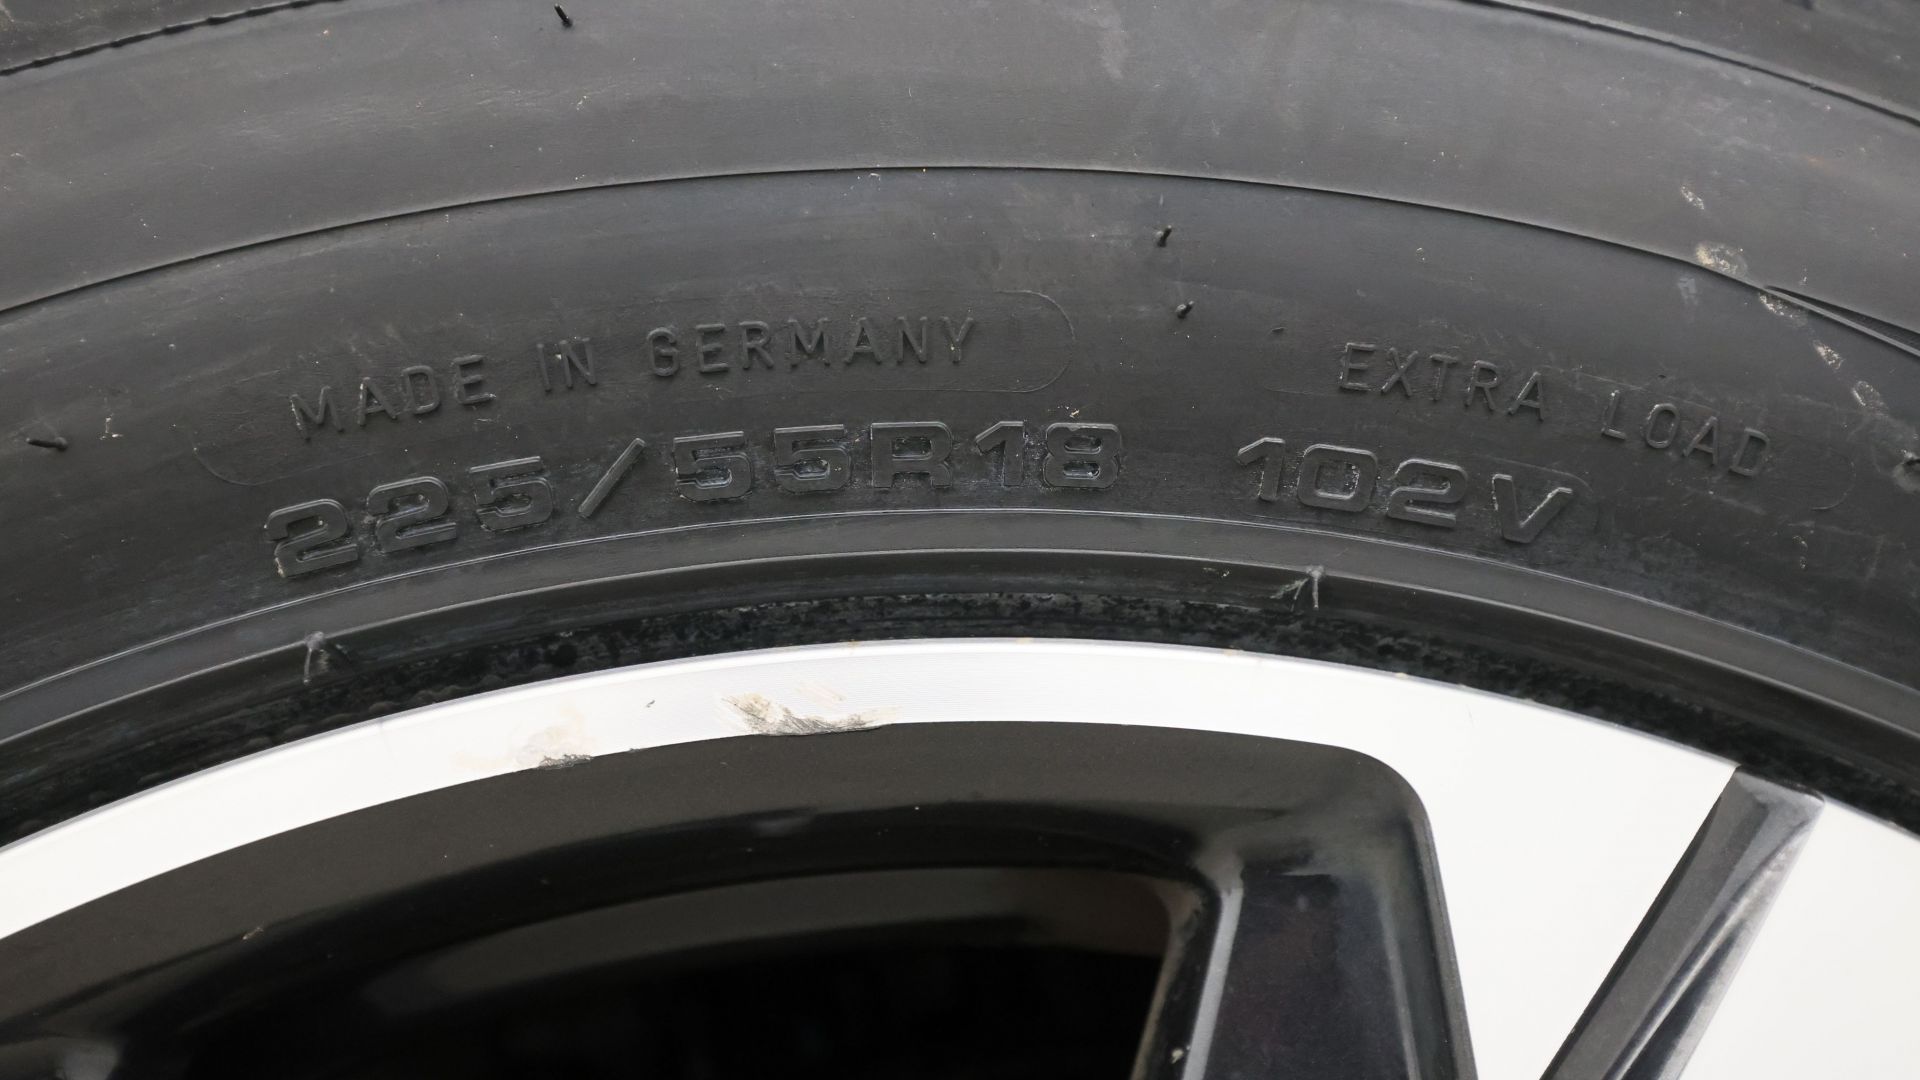 MADE IN GERMANY
EXTRA LOAD
225/55R18 102V